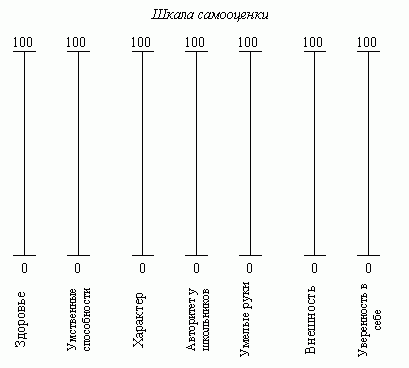 Шкала самооценки
100 100 100 100 100 100 100
0 0 0 0 0 0 0
Здоровье
Умственные
способности
Характер
Авторитет у
школьников
Умелые руки
Внешность
Уверенность в
себе